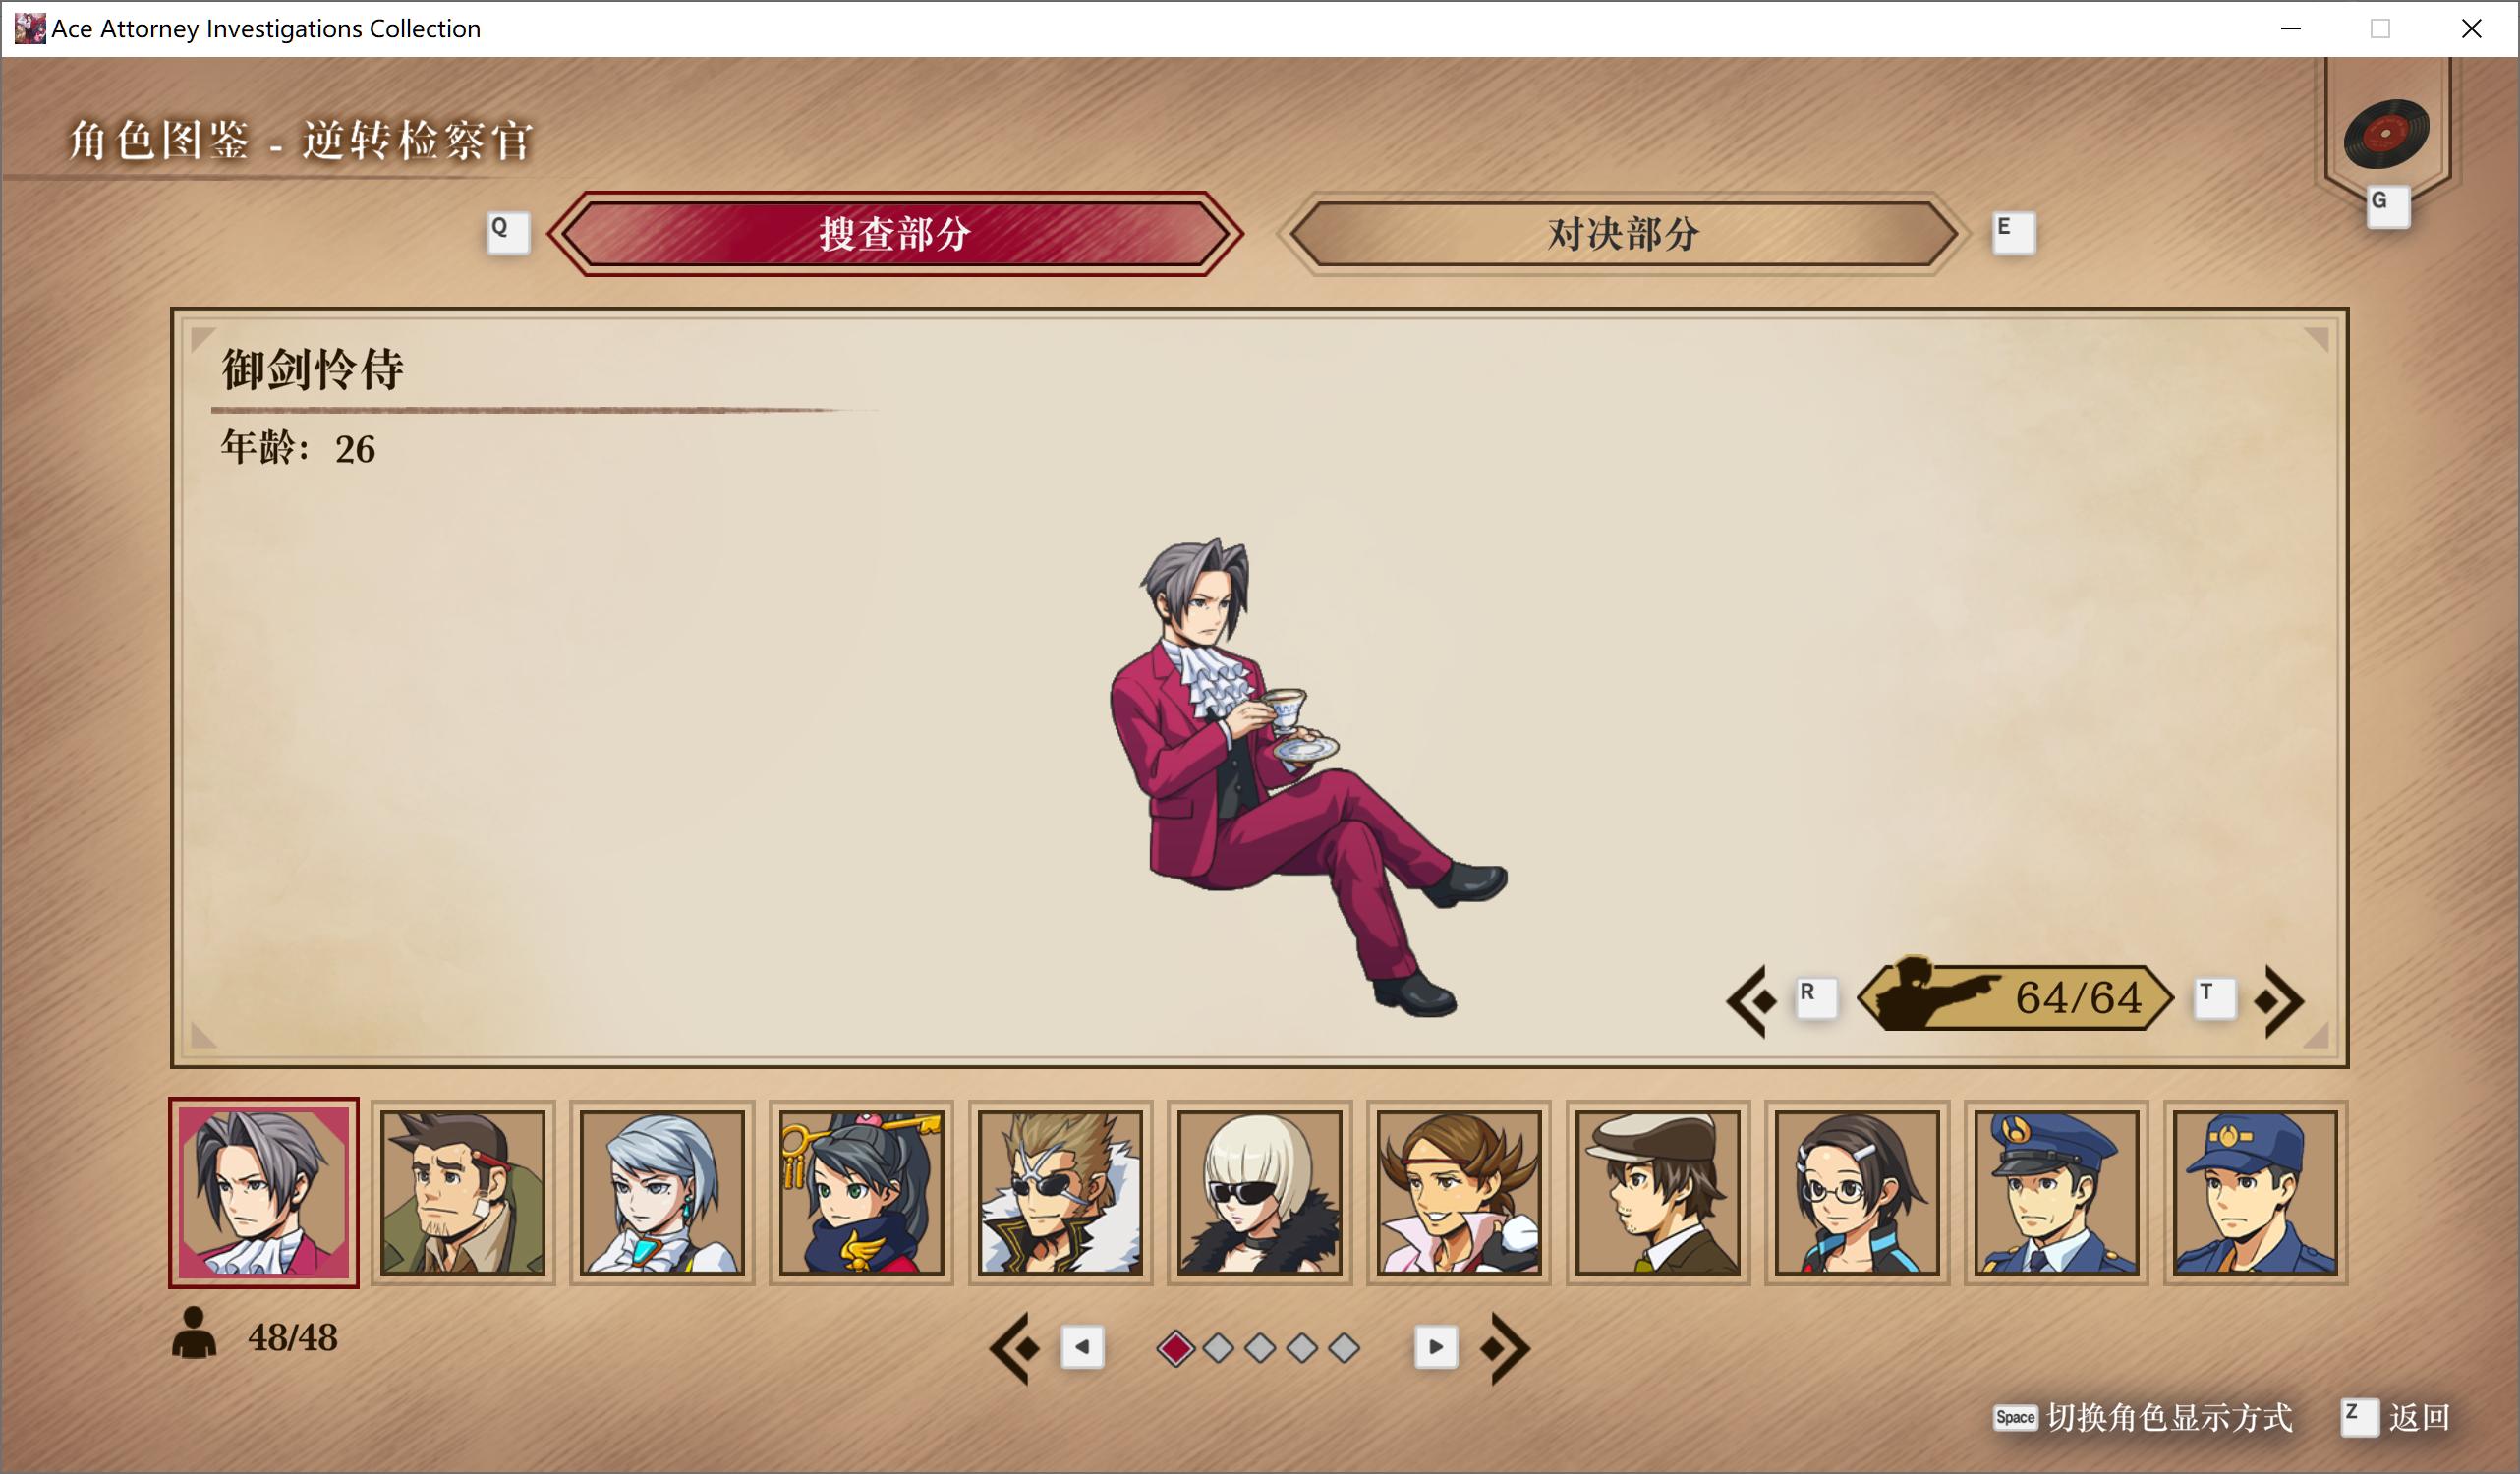 Ace Attorney Investigations Collection
角色图鉴 - 逆转检察官
G
Q
搜查部分
对决部分
E
御剑怜侍
年龄：26
R
64/64
T
48/48
Space 切换角色显示方式
Z 返回